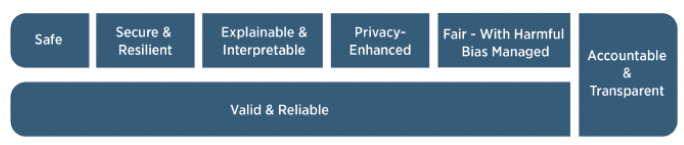 Safe
Secure &
Resilient
Explainable &
Interpretable
Privacy-
Enhanced
Fair - With Harmful
Bias Managed
Accountable
&
Transparent
Valid & Reliable